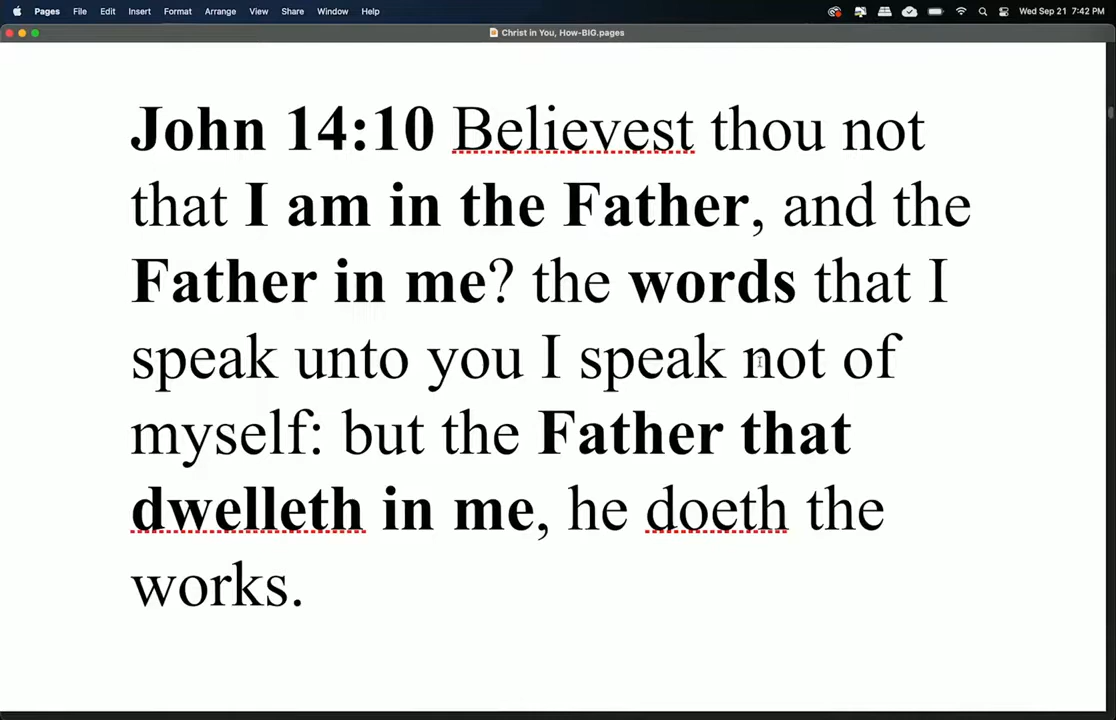 Pages File Edit Insert Format Arrange View Share Window Help Wed Sep 21 7:42 PM
Christ in You, How-BIG.pages
John 14:10 Believest thou not
that I am in the Father, and the
Father in me? the words that I
speak unto you I speak not of
myself: but the Father that
dwelleth in me, he doeth the
works.